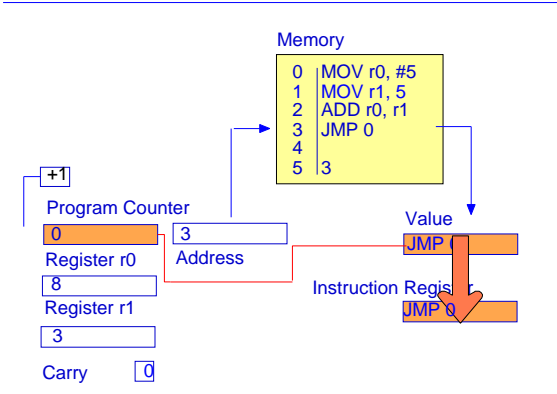 Memory
0 MOV r0, #5
1 MOV r1, 5
2 ADD r0, r1
3 JMP 0
4
5 3
+1
Program Counter
0
3
Address
Register r0
8
Register r1
3
Carry 0
Value
JMP 0
Instruction Register
JMP 0